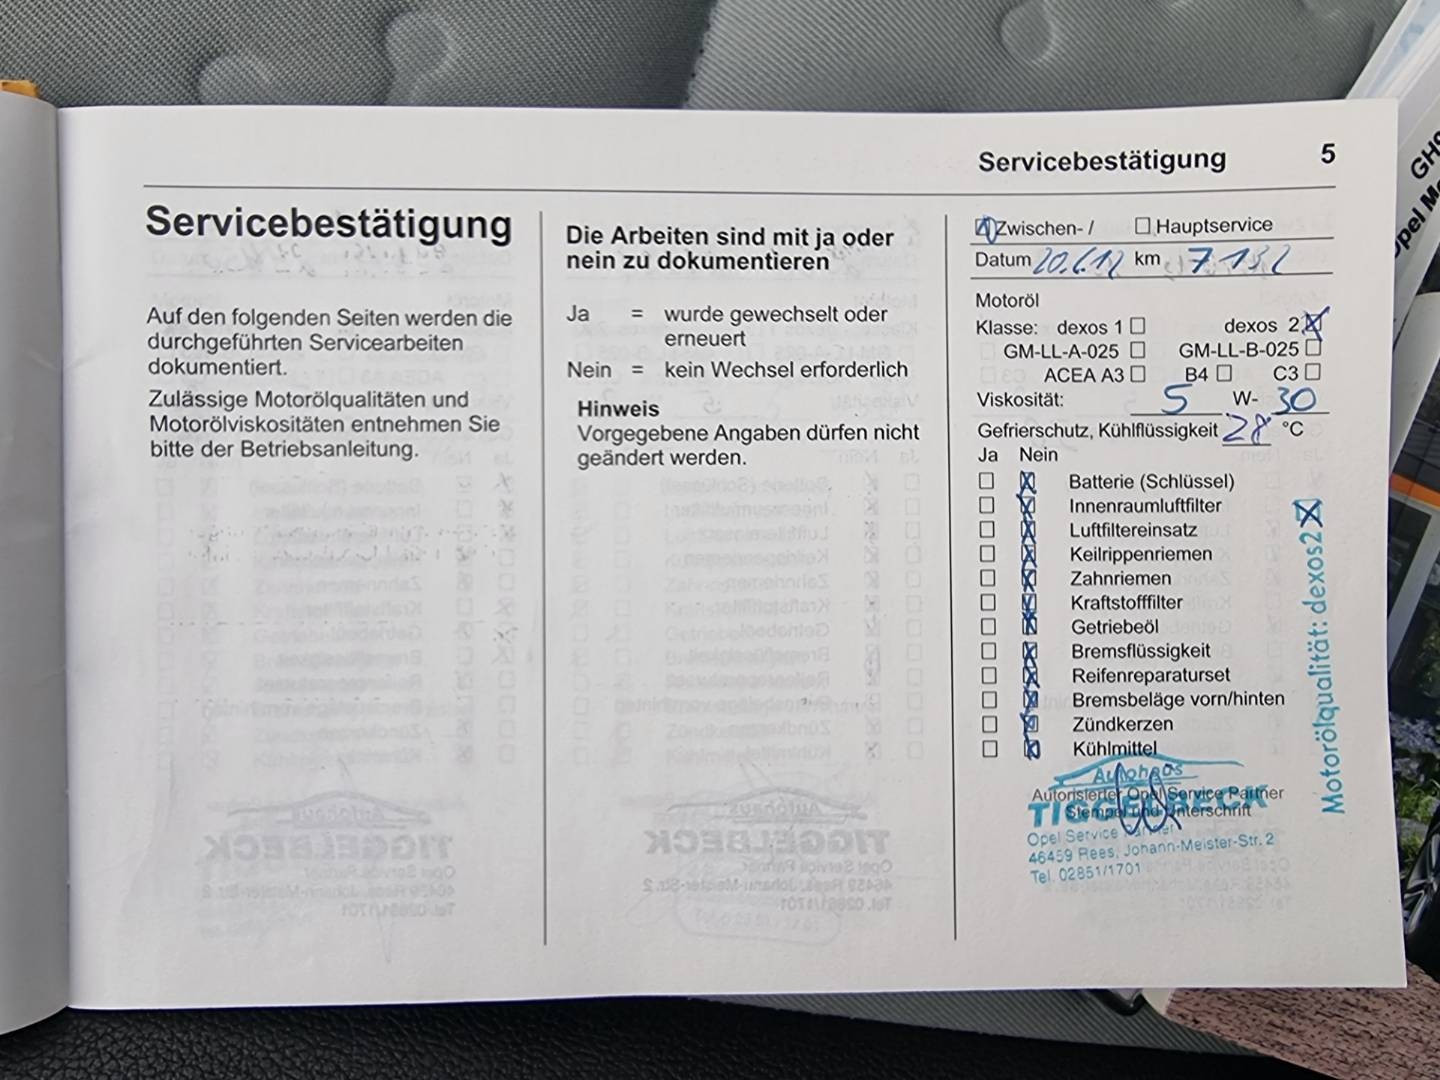 Servicebestätigung 5
Servicebestätigung
Auf den folgenden Seiten werden die
durchgeführten Servicearbeiten
dokumentiert.
Zulässige Motorölqualitäten und
Motorölviskositäten entnehmen Sie
bitte der Betriebsanleitung.
Die Arbeiten sind mit ja oder
nein zu dokumentieren
Ja = wurde gewechselt oder
erneuert
Nein = kein Wechsel erforderlich
Hinweis
Vorgegebene Angaben dürfen nicht
geändert werden.
Zwischen- / Hauptservice
Datum 20.6.12 km 7132
Motoröl
Klasse: dexos 1 dexos 2
GM-LL-A-025 GM-LL-B-025
ACEA A3 B4 C3
Viskosität: 5 W- 30
Gefrierschutz, Kühlflüssigkeit 28 °C
Ja Nein
Batterie (Schlüssel)
Innenraumluftfilter
Luftfiltereinsatz
Keilrippenriemen
Zahnriemen
Kraftstofffilter
Getriebeöl
Bremsflüssigkeit
Reifenreparaturset
Bremsbeläge vorn/hinten
Zündkerzen
Kühlmittel
Autohaus
Autorisierter Opel Service Partner
TIGGELBECK
Stempel und Unterschrift
Opel Service Partner
46459 Rees, Johann-Meister-Str. 2
Tel. 02851/1701
Motorölqualität: dexos2